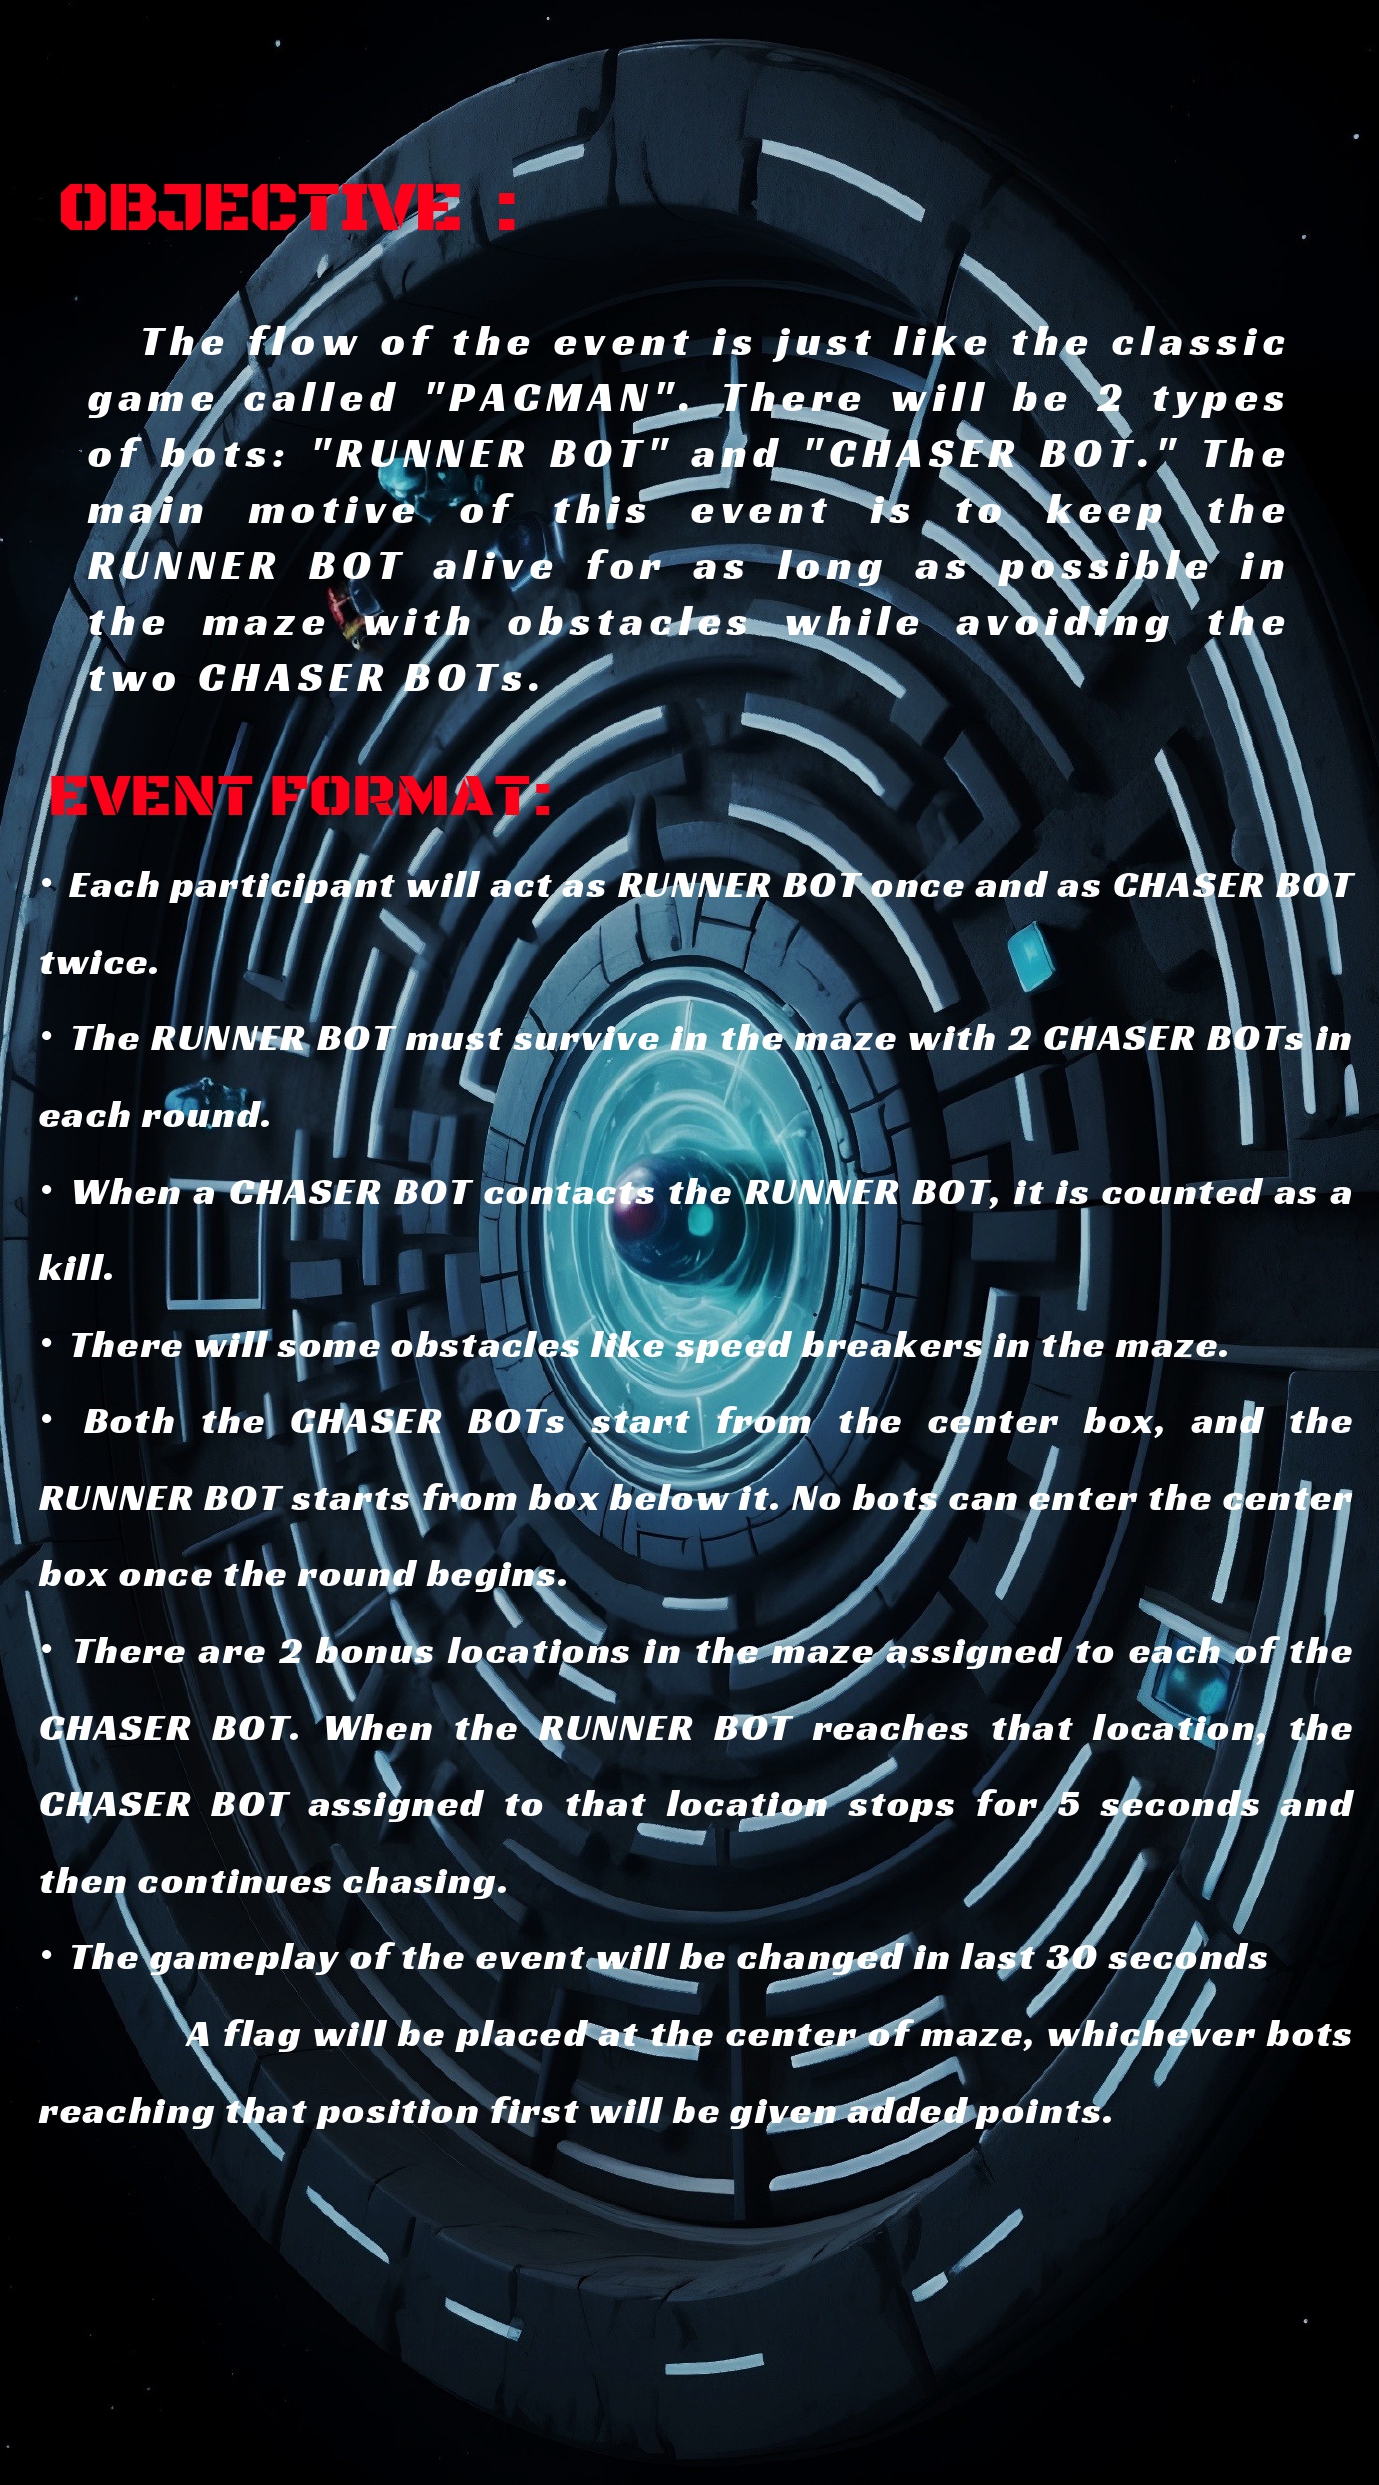 OBJECTIVE :
The flow of the event is just like the classic
game called "PACMAN". There will be 2 types
of bots: "RUNNER BOT" and "CHASER BOT." The
main motive of this event is to keep the
RUNNER BOT alive for as long as possible in
the maze with obstacles while avoiding the
two CHASER BOTs.
EVENT FORMAT:
• Each participant will act as RUNNER BOT once and as CHASER BOT
twice.
• The RUNNER BOT must survive in the maze with 2 CHASER BOTs in
each round.
• When a CHASER BOT contacts the RUNNER BOT, it is counted as a
kill.
• There will some obstacles like speed breakers in the maze.
• Both the CHASER BOTs start from the center box, and the
RUNNER BOT starts from box below it. No bots can enter the center
box once the round begins.
• There are 2 bonus locations in the maze assigned to each of the
CHASER BOT. When the RUNNER BOT reaches that location, the
CHASER BOT assigned to that location stops for 5 seconds and
then continues chasing.
• The gameplay of the event will be changed in last 30 seconds
A flag will be placed at the center of maze, whichever bots
reaching that position first will be given added points.